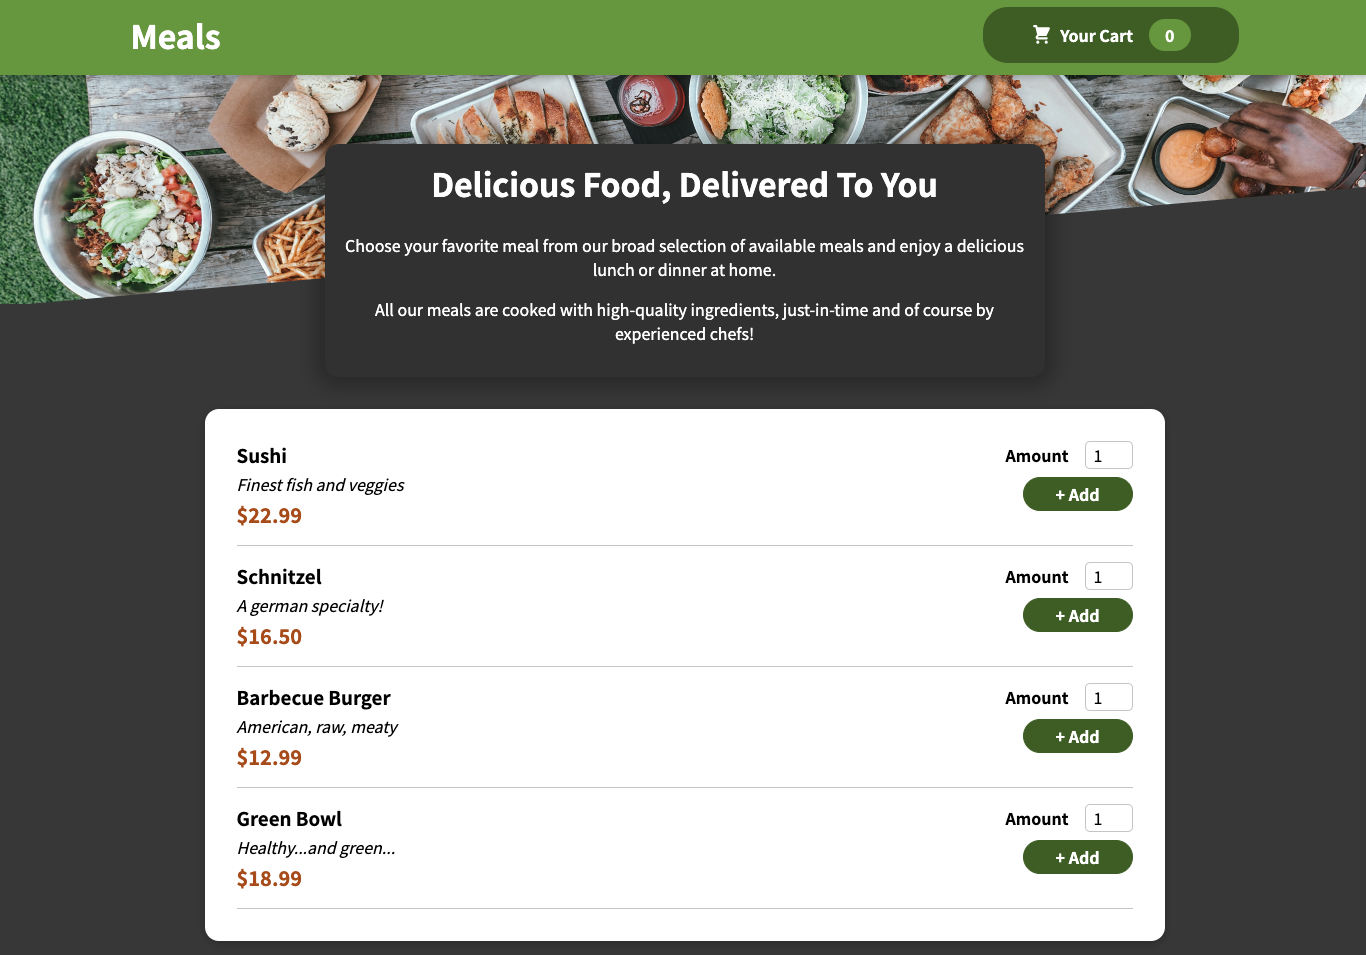 Meals
Your Cart 0
Delicious Food, Delivered To You
Choose your favorite meal from our broad selection of available meals and enjoy a delicious
lunch or dinner at home.
All our meals are cooked with high-quality ingredients, just-in-time and of course by
experienced chefs!
Sushi
Finest fish and veggies
$22.99
Amount 1
+ Add
Schnitzel
A german specialty!
$16.50
Amount 1
+ Add
Barbecue Burger
American, raw, meaty
$12.99
Amount 1
+ Add
Green Bowl
Healthy...and green...
$18.99
Amount 1
+ Add